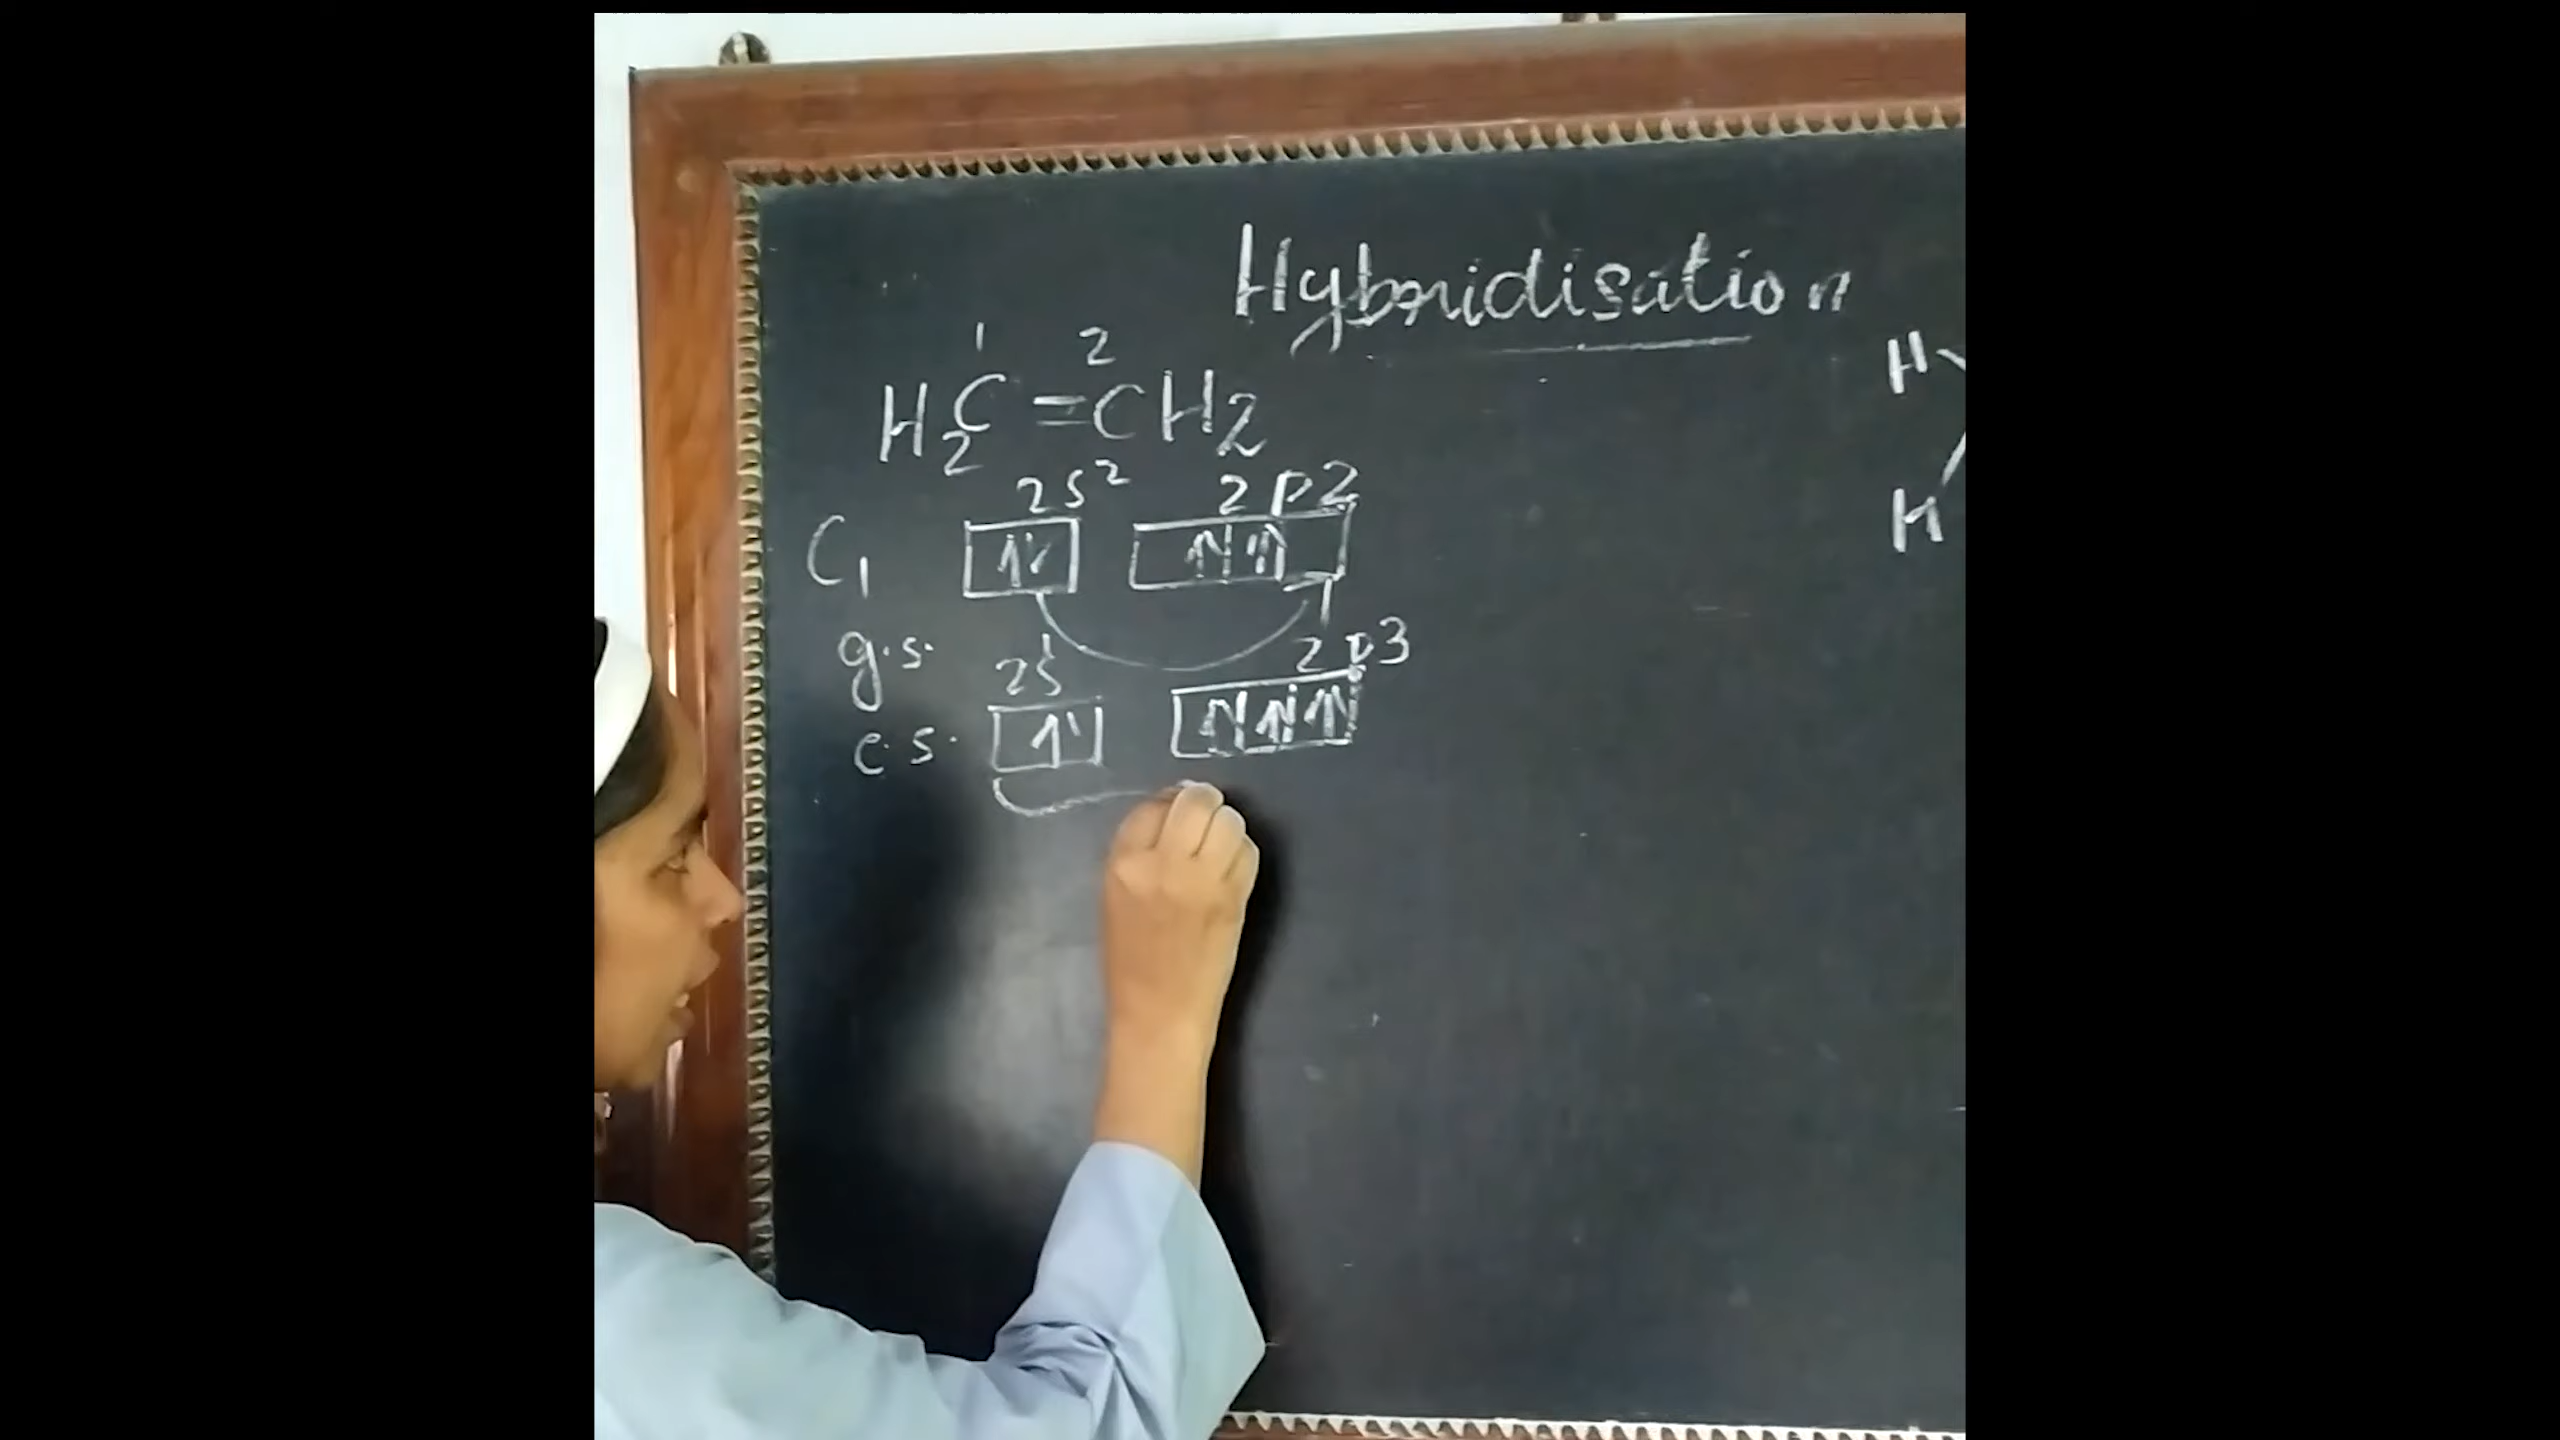 Hybridisation
1 2
H2C=CH2
2s2 2p2
C1
g.s.
2s1 2p3
e.s.
H
H